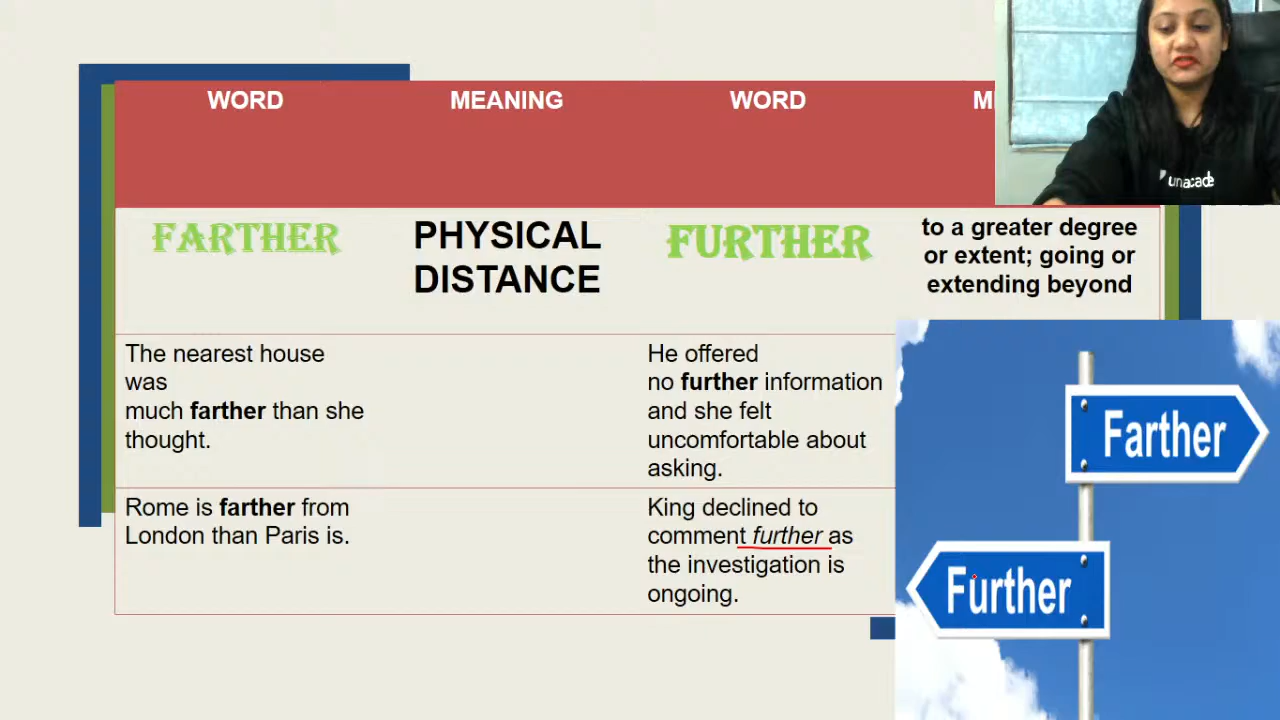 WORD
MEANING
WORD
M
unacade
FARTHER
PHYSICAL
DISTANCE
FURTHER
to a greater degree
or extent; going or
extending beyond
The nearest house
was
much farther than she
thought.
He offered
no further information
and she felt
uncomfortable about
asking.
Rome is farther from
London than Paris is.
King declined to
comment further as
the investigation is
ongoing.
Farther
Further